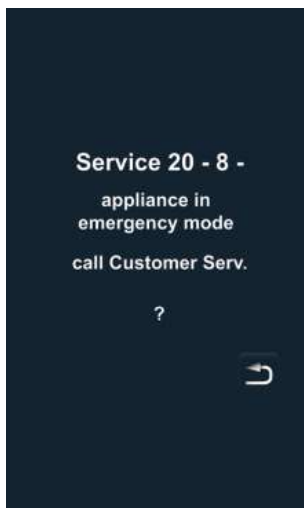 Service 20 - 8 -
appliance in
emergency mode
call Customer Serv.
?